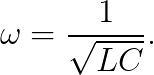 ω = 1/√(LC).